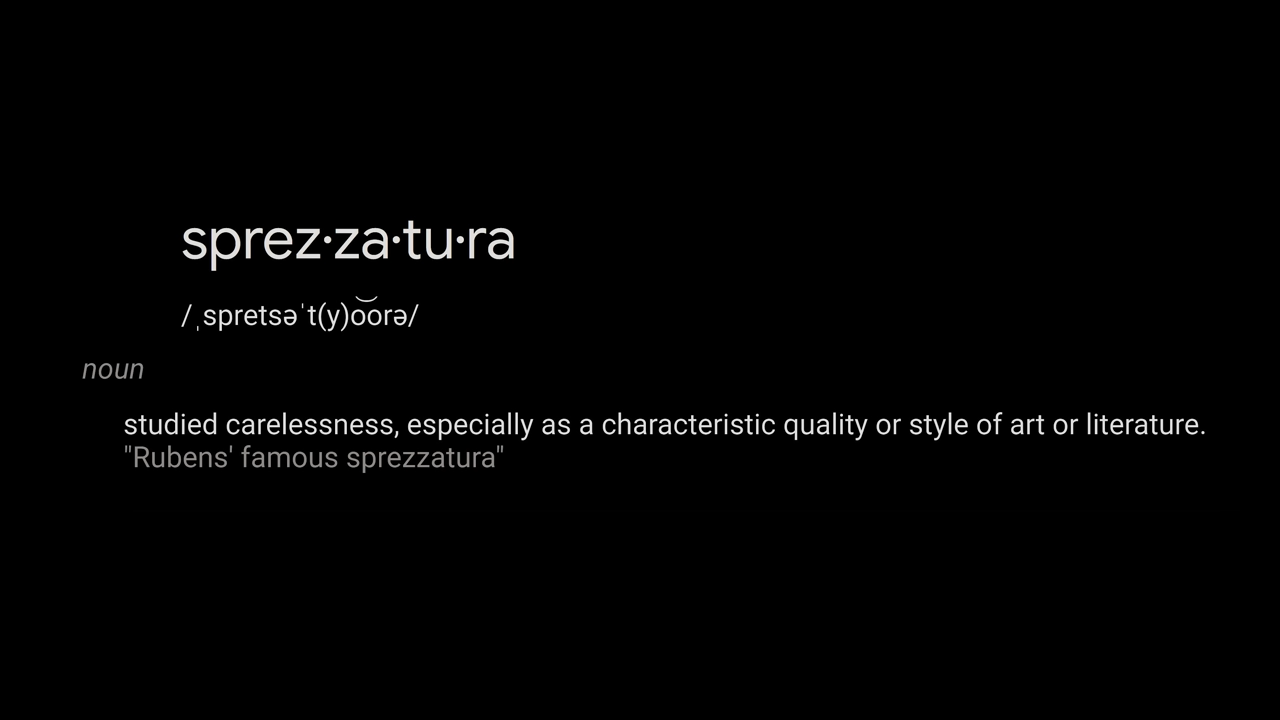 sprez·za·tu·ra
/ˌspretsəˈt(y)o͝orə/
noun
studied carelessness, especially as a characteristic quality or style of art or literature.
"Rubens' famous sprezzatura"